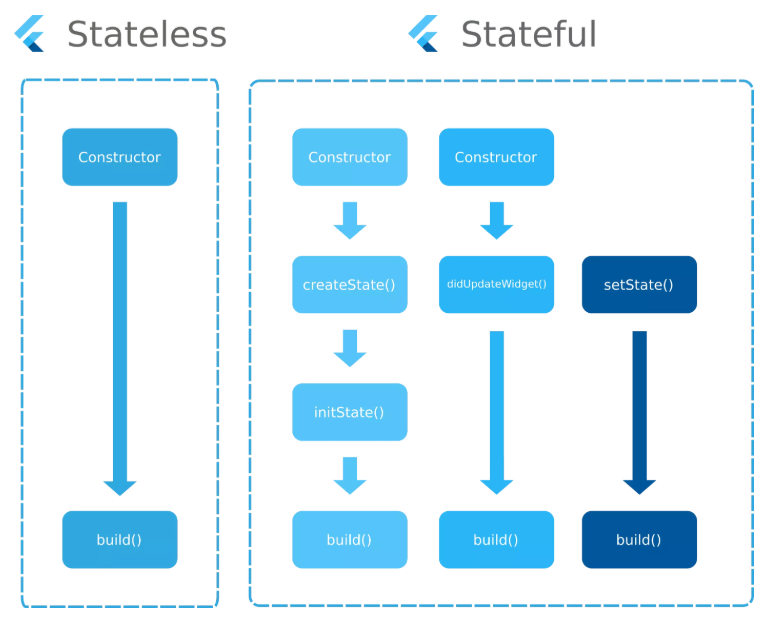 Stateless
Stateful
Constructor
build()
Constructor
createState()
initState()
build()
Constructor
didUpdateWidget()
build()
setState()
build()